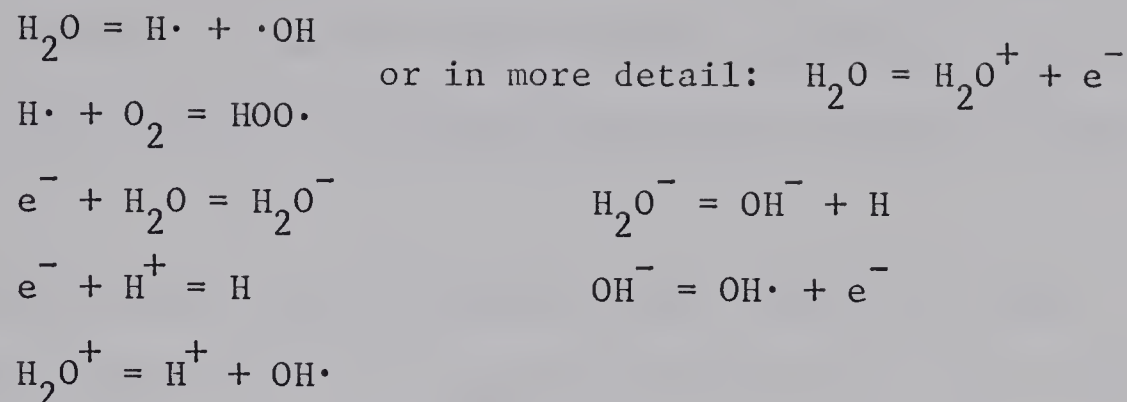 H₂O = H· + ·OH
or in more detail: H₂O = H₂O⁺ + e⁻
H· + O₂ = HOO·
e⁻ + H₂O = H₂O⁻ H₂O⁻ = OH⁻ + H
e⁻ + H⁺ = H OH⁻ = OH· + e⁻
H₂O⁺ = H⁺ + OH·